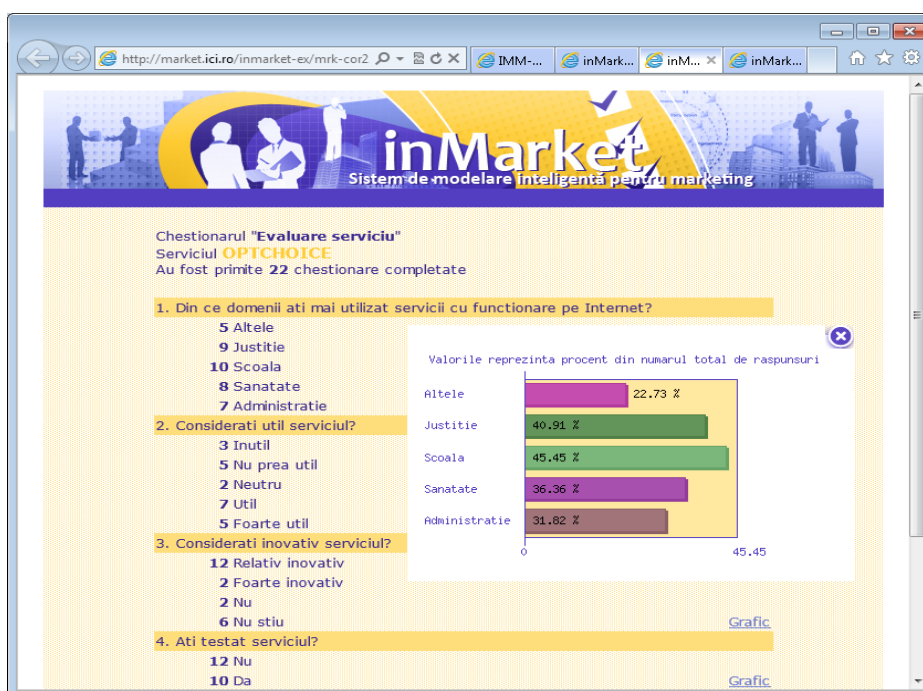 http://market.ici.ro/inmarket-ex/mrk-cor2
IMM-...
inMark...
inM...
inMark...
inMarket
Sistem de modelare inteligentă pentru marketing
Chestionarul "Evaluare serviciu"
Serviciul OPTCHOICE
Au fost primite 22 chestionare completate
1. Din ce domenii ati mai utilizat servicii cu functionare pe Internet?
5 Altele
9 Justitie
10 Scoala
8 Sanatate
7 Administratie
2. Considerati util serviciul?
3 Inutil
5 Nu prea util
2 Neutru
7 Util
5 Foarte util
3. Considerati inovativ serviciul?
12 Relativ inovativ
2 Foarte inovativ
2 Nu
6 Nu stiu
Grafic
4. Ati testat serviciul?
12 Nu
10 Da
Grafic
Valorile reprezinta procent din numarul total de raspunsuri
Altele 22.73 %
Justitie 40.91 %
Scoala 45.45 %
Sanatate 36.36 %
Administratie 31.82 %
0 45.45